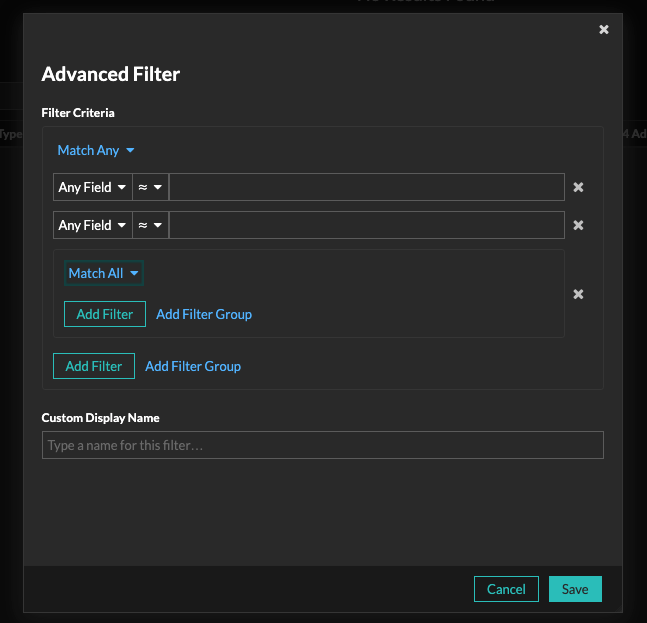 Advanced Filter
Filter Criteria
Match Any
Any Field ≈
Any Field ≈
Match All
Add Filter Add Filter Group
Add Filter Add Filter Group
Custom Display Name
Type a name for this filter...
Cancel Save
Type